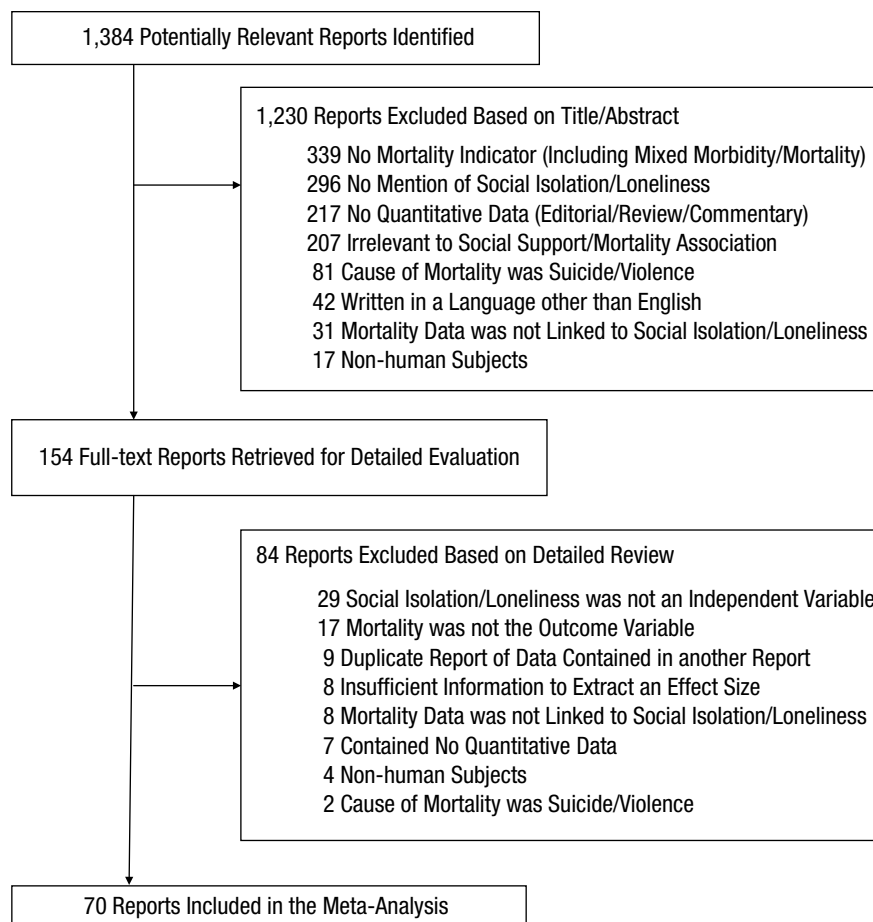 1,384 Potentially Relevant Reports Identified
1,230 Reports Excluded Based on Title/Abstract
339 No Mortality Indicator (Including Mixed Morbidity/Mortality)
296 No Mention of Social Isolation/Loneliness
217 No Quantitative Data (Editorial/Review/Commentary)
207 Irrelevant to Social Support/Mortality Association
81 Cause of Mortality was Suicide/Violence
42 Written in a Language other than English
31 Mortality Data was not Linked to Social Isolation/Loneliness
17 Non-human Subjects
154 Full-text Reports Retrieved for Detailed Evaluation
84 Reports Excluded Based on Detailed Review
29 Social Isolation/Loneliness was not an Independent Variable
17 Mortality was not the Outcome Variable
9 Duplicate Report of Data Contained in another Report
8 Insufficient Information to Extract an Effect Size
8 Mortality Data was not Linked to Social Isolation/Loneliness
7 Contained No Quantitative Data
4 Non-human Subjects
2 Cause of Mortality was Suicide/Violence
70 Reports Included in the Meta-Analysis